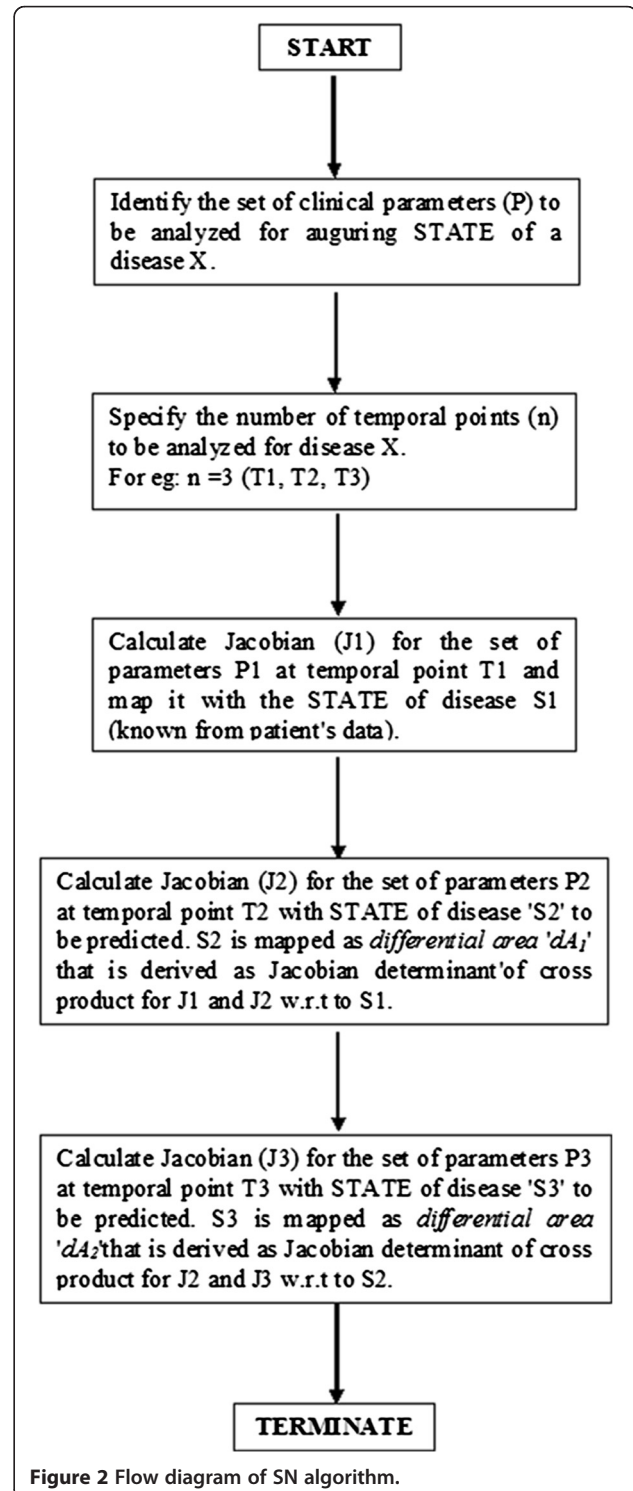 START
Identify the set of clinical parameters (P) to
be analyzed for auguring STATE of a
disease X.
Specify the number of temporal points (n)
to be analyzed for disease X.
For eg: n =3 (T1, T2, T3)
Calculate Jacobian (J1) for the set of
parameters P1 at temporal point T1 and
map it with the STATE of disease S1
(known from patient's data).
Calculate Jacobian (J2) for the set of parameters P2
at temporal point T2 with STATE of disease 'S2' to
be predicted. S2 is mapped as differential area 'dA₁'
that is derived as Jacobian determinant'of cross
product for J1 and J2 w.r.t to S1.
Calculate Jacobian (J3) for the set of parameters P3
at temporal point T3 with STATE of disease 'S3' to
be predicted. S3 is mapped as differential area
'dA₂'that is derived as Jacobian determinant of cross
product for J2 and J3 w.r.t to S2.
TERMINATE
Figure 2 Flow diagram of SN algorithm.